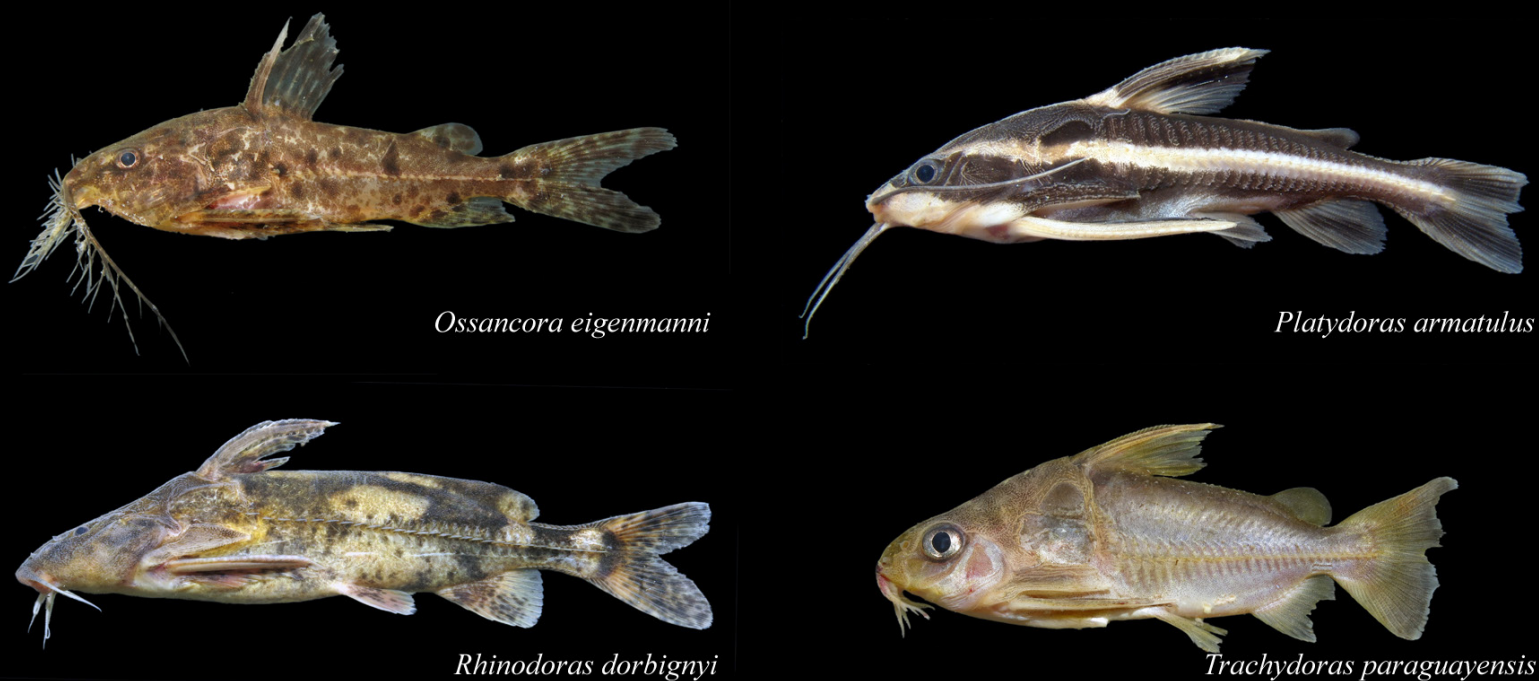 Ossancora eigenmanni
Platydoras armatulus
Rhinodoras dorbignyi
Trachydoras paraguayensis